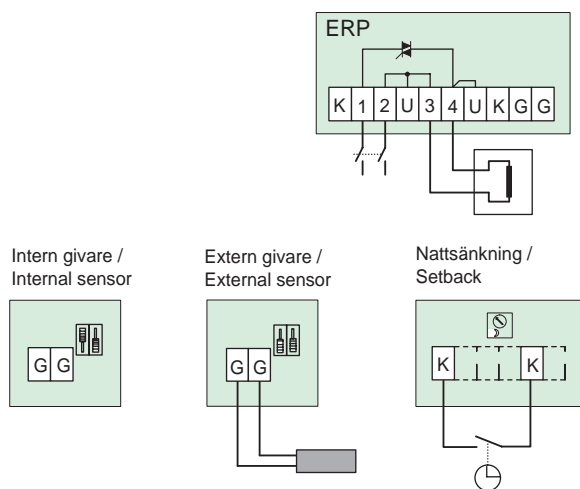 ERP
K 1 2 U 3 4 U K G G
Intern givare /
Internal sensor
G G
Extern givare /
External sensor
G G
Nattsänkning /
Setback
K K